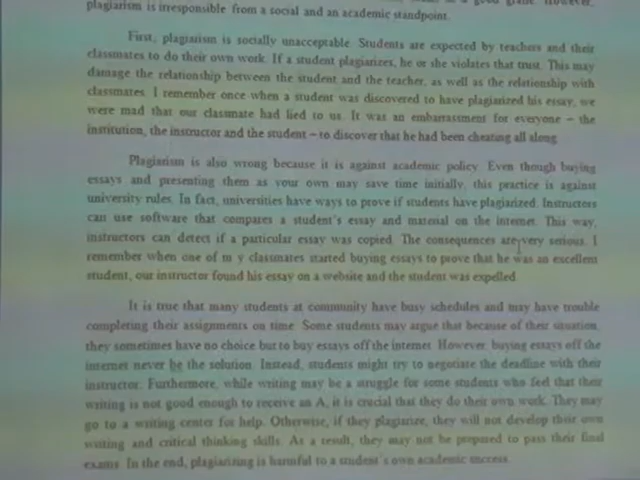 plagiarism is irresponsible from a social and an academic standpoint.
First, plagiarism is socially unacceptable. Students are expected by teachers and their
classmates to do their own work. If a student plagiarizes, he or she violates that trust. This may
damage the relationship between the student and the teacher, as well as the relationship with
classmates. I remember once when a student was discovered to have plagiarized his essay, we
were mad that our classmate had lied to us. It was an embarrassment for everyone – the
institution, the instructor and the student – to discover that he had been cheating all along.
Plagiarism is also wrong because it is against academic policy. Even though buying
essays and presenting them as your own may save time initially, this practice is against
university rules. In fact, universities have ways to prove if students have plagiarized. Instructors
can use software that compares a student's essay and material on the internet. This way,
instructors can detect if a particular essay was copied. The consequences are very serious. I
remember when one of m y classmates started buying essays to prove that he was an excellent
student, our instructor found his essay on a website and the student was expelled.
It is true that many students at community have busy schedules and may have trouble
completing their assignments on time. Some students may argue that because of their situation,
they sometimes have no choice but to buy essays off the internet. However, buying essays off the
internet never be the solution. Instead, students might try to negotiate the deadline with their
instructor. Furthermore, while writing may be a struggle for some students who feel that their
writing is not good enough to receive an A, it is crucial that they do their own work. They may
go to a writing center for help. Otherwise, if they plagiarize, they will not develop their own
writing and critical thinking skills. As a result, they may not be prepared to pass their final
exams. In the end, plagiarizing is harmful to a student's own academic success.